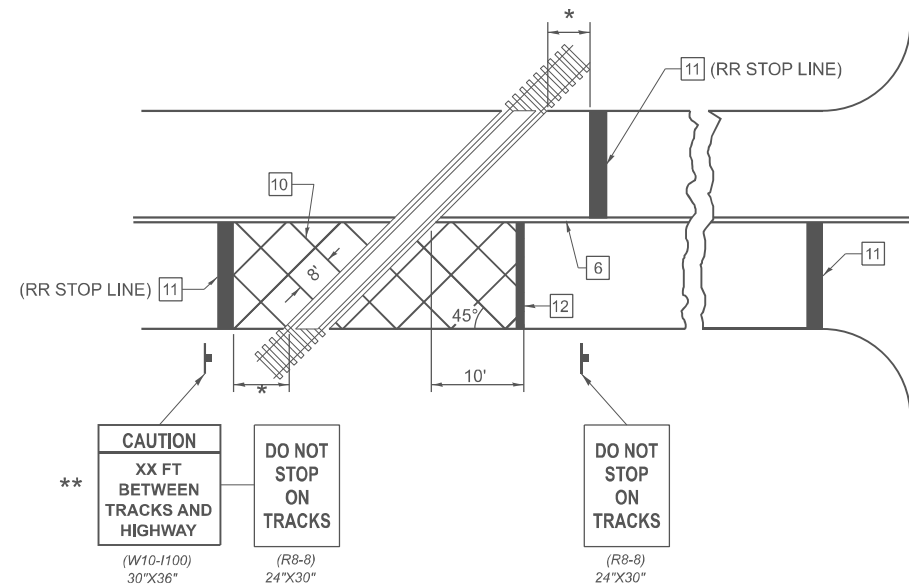 *
11 (RR STOP LINE)
10
8'
6
11
(RR STOP LINE) 11
45°
12
*
10'
**
CAUTION
XX FT
BETWEEN
TRACKS AND
HIGHWAY
(W10-I100)
30"X36"
DO NOT
STOP
ON
TRACKS
(R8-8)
24"X30"
DO NOT
STOP
ON
TRACKS
(R8-8)
24"X30"